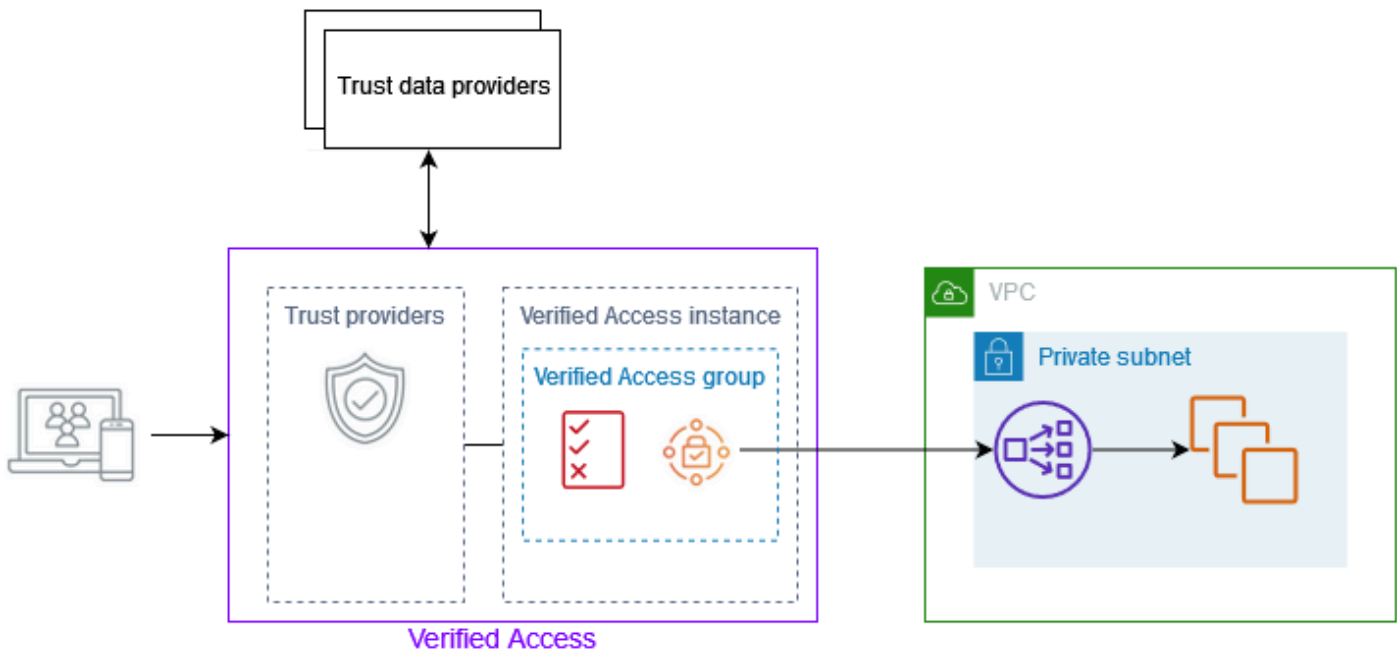 Trust data providers
Trust providers
Verified Access instance
Verified Access group
VPC
Private subnet
Verified Access